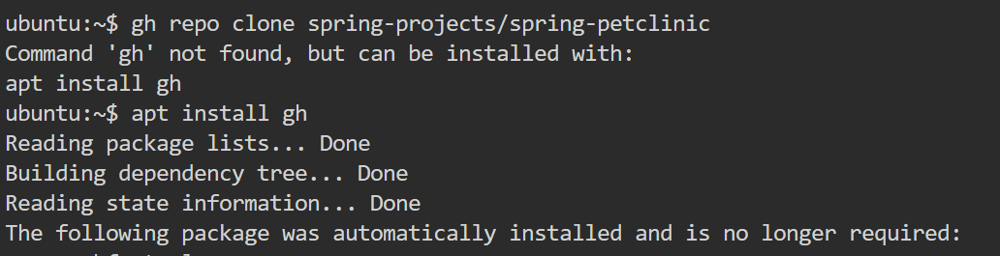 ubuntu:~$ gh repo clone spring-projects/spring-petclinic
Command 'gh' not found, but can be installed with:
apt install gh
ubuntu:~$ apt install gh
Reading package lists... Done
Building dependency tree... Done
Reading state information... Done
The following package was automatically installed and is no longer required: